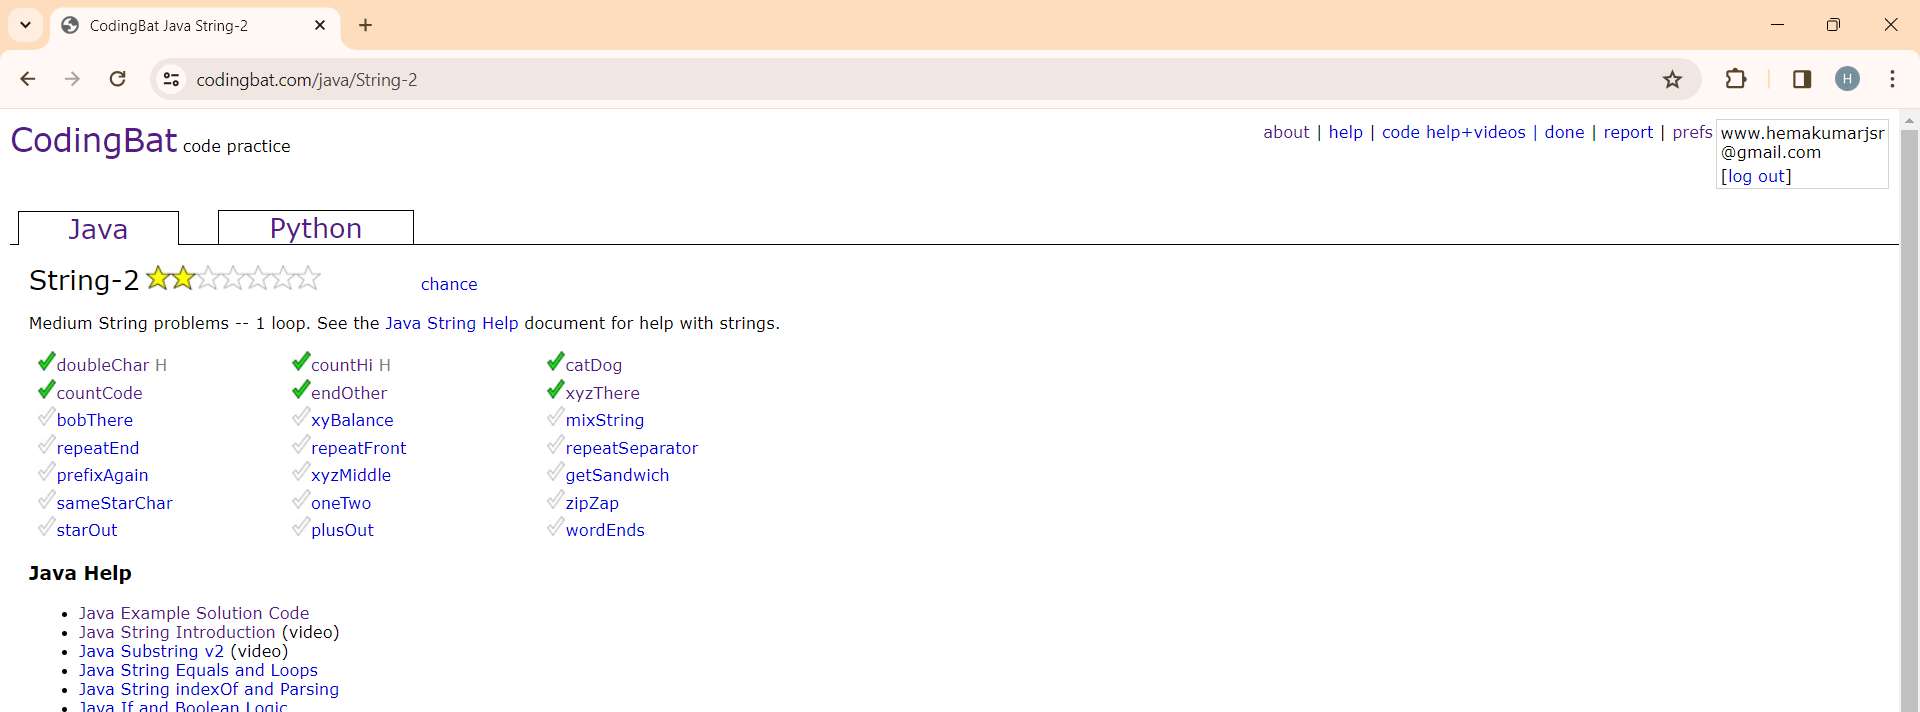 CodingBat Java String-2
codingbat.com/java/String-2
H
CodingBat code practice
about | help | code help+videos | done | report | prefs
www.hemakumarjsr
@gmail.com
[log out]
Java
Python
String-2
chance
Medium String problems -- 1 loop. See the Java String Help document for help with strings.
doubleChar H countHi H catDog
countCode endOther xyzThere
bobThere xyBalance mixString
repeatEnd repeatFront repeatSeparator
prefixAgain xyzMiddle getSandwich
sameStarChar oneTwo zipZap
starOut plusOut wordEnds
Java Help
• Java Example Solution Code
• Java String Introduction (video)
• Java Substring v2 (video)
• Java String Equals and Loops
• Java String indexOf and Parsing
• Java If and Boolean Logic